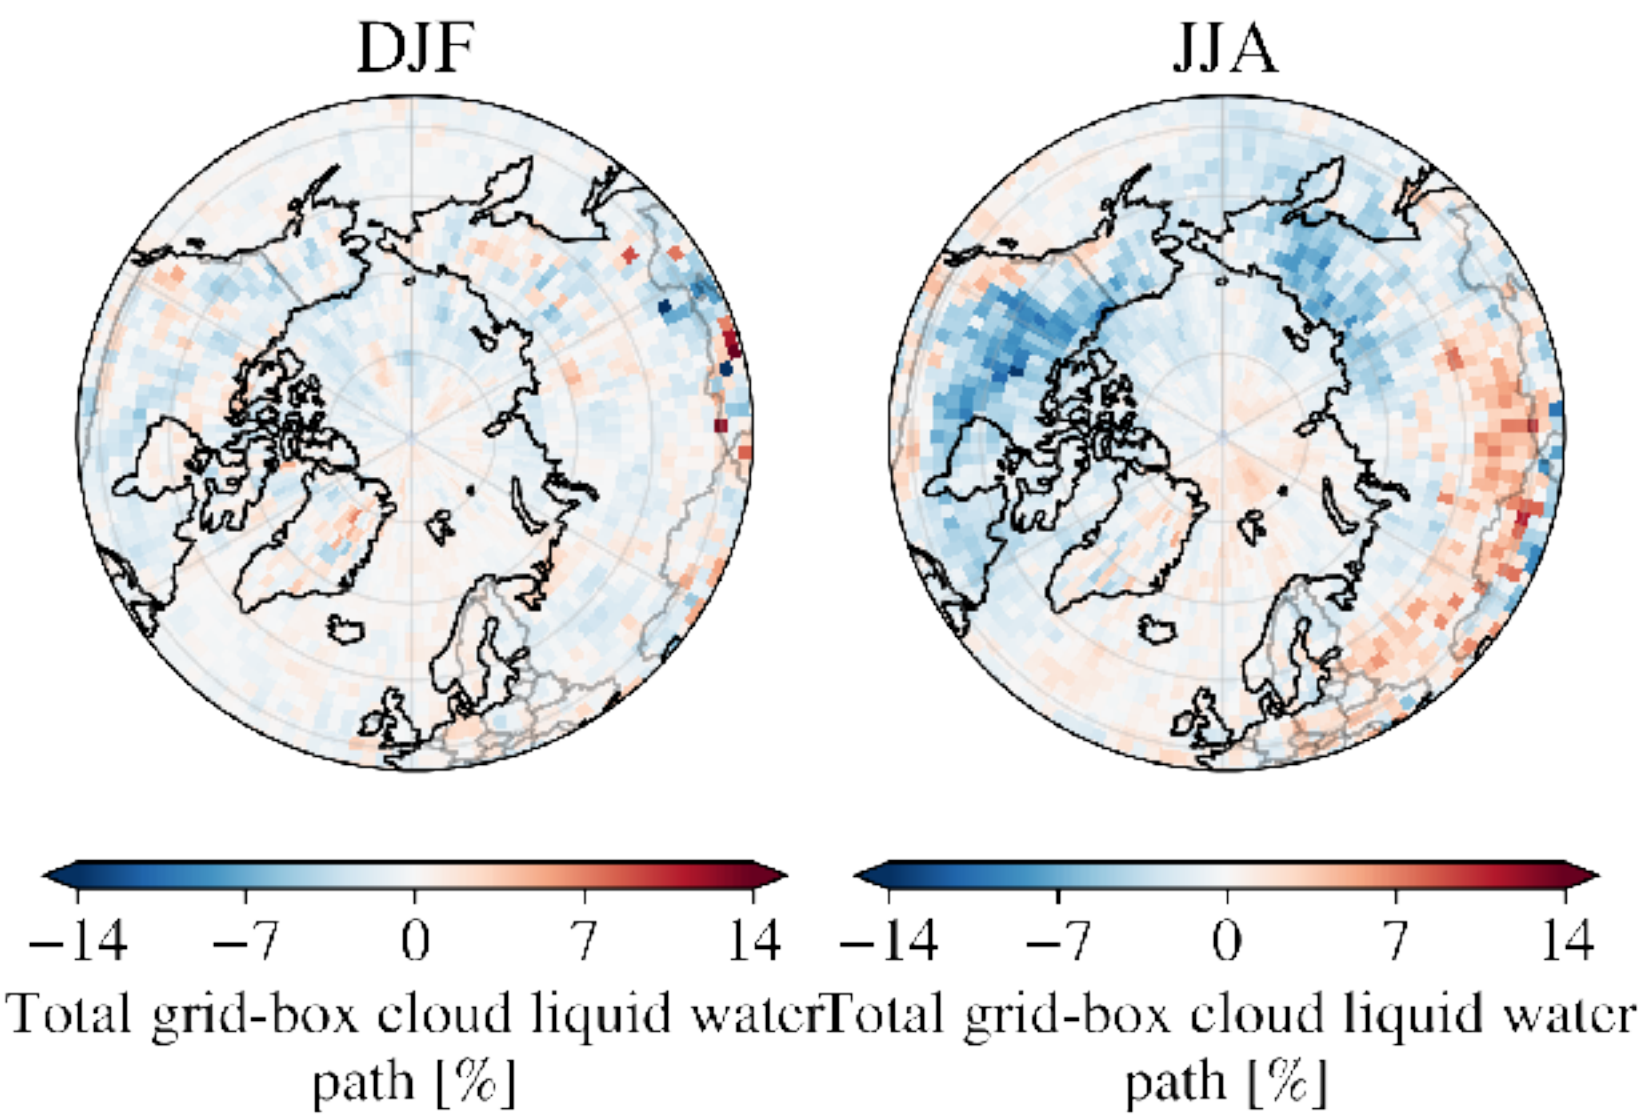 DJF
JJA
−14 −7 0 7 14
−14 −7 0 7 14
Total grid-box cloud liquid water
path [%]
Total grid-box cloud liquid water
path [%]